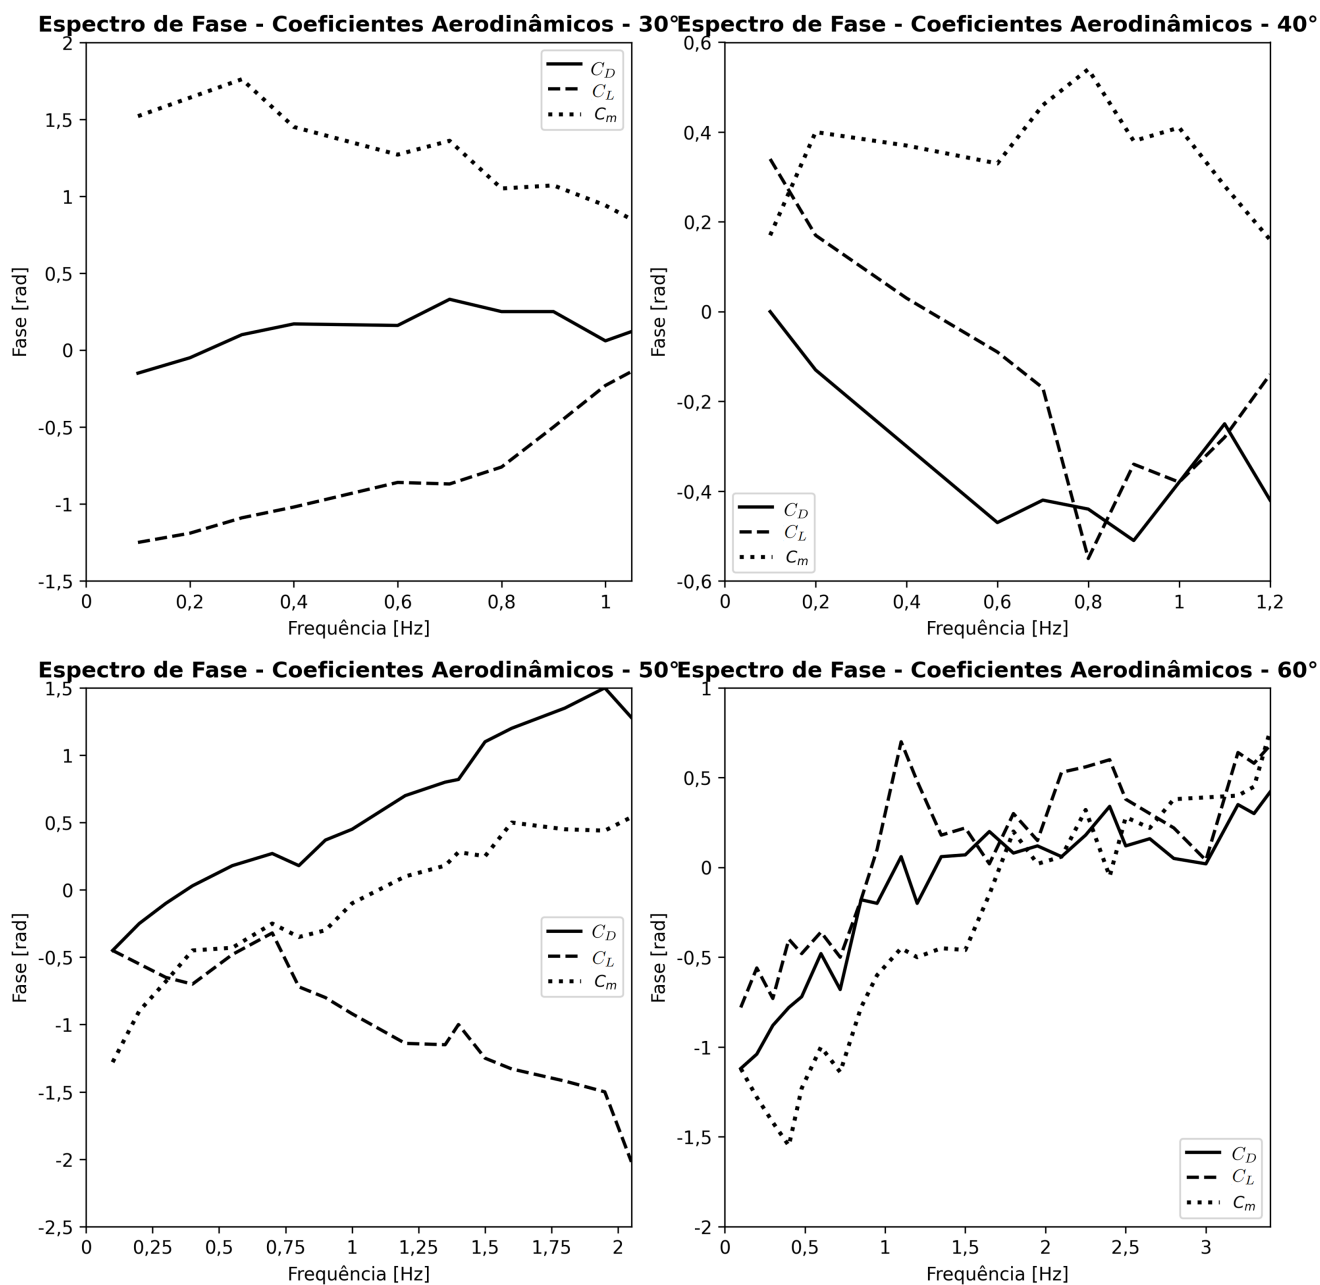 Espectro de Fase - Coeficientes Aerodinâmicos - 30°
2
1,5
1
0,5
0
-0,5
-1
-1,5
Fase [rad]
C_D
C_L
C_m
0 0,2 0,4 0,6 0,8 1
Frequência [Hz]
Espectro de Fase - Coeficientes Aerodinâmicos - 40°
0,6
0,4
0,2
0
-0,2
-0,4
-0,6
Fase [rad]
C_D
C_L
C_m
0 0,2 0,4 0,6 0,8 1 1,2
Frequência [Hz]
Espectro de Fase - Coeficientes Aerodinâmicos - 50°
1,5
1
0,5
0
-0,5
-1
-1,5
-2
-2,5
Fase [rad]
C_D
C_L
C_m
0 0,25 0,5 0,75 1 1,25 1,5 1,75 2
Frequência [Hz]
Espectro de Fase - Coeficientes Aerodinâmicos - 60°
1
0,5
0
-0,5
-1
-1,5
-2
Fase [rad]
C_D
C_L
C_m
0 0,5 1 1,5 2 2,5 3
Frequência [Hz]